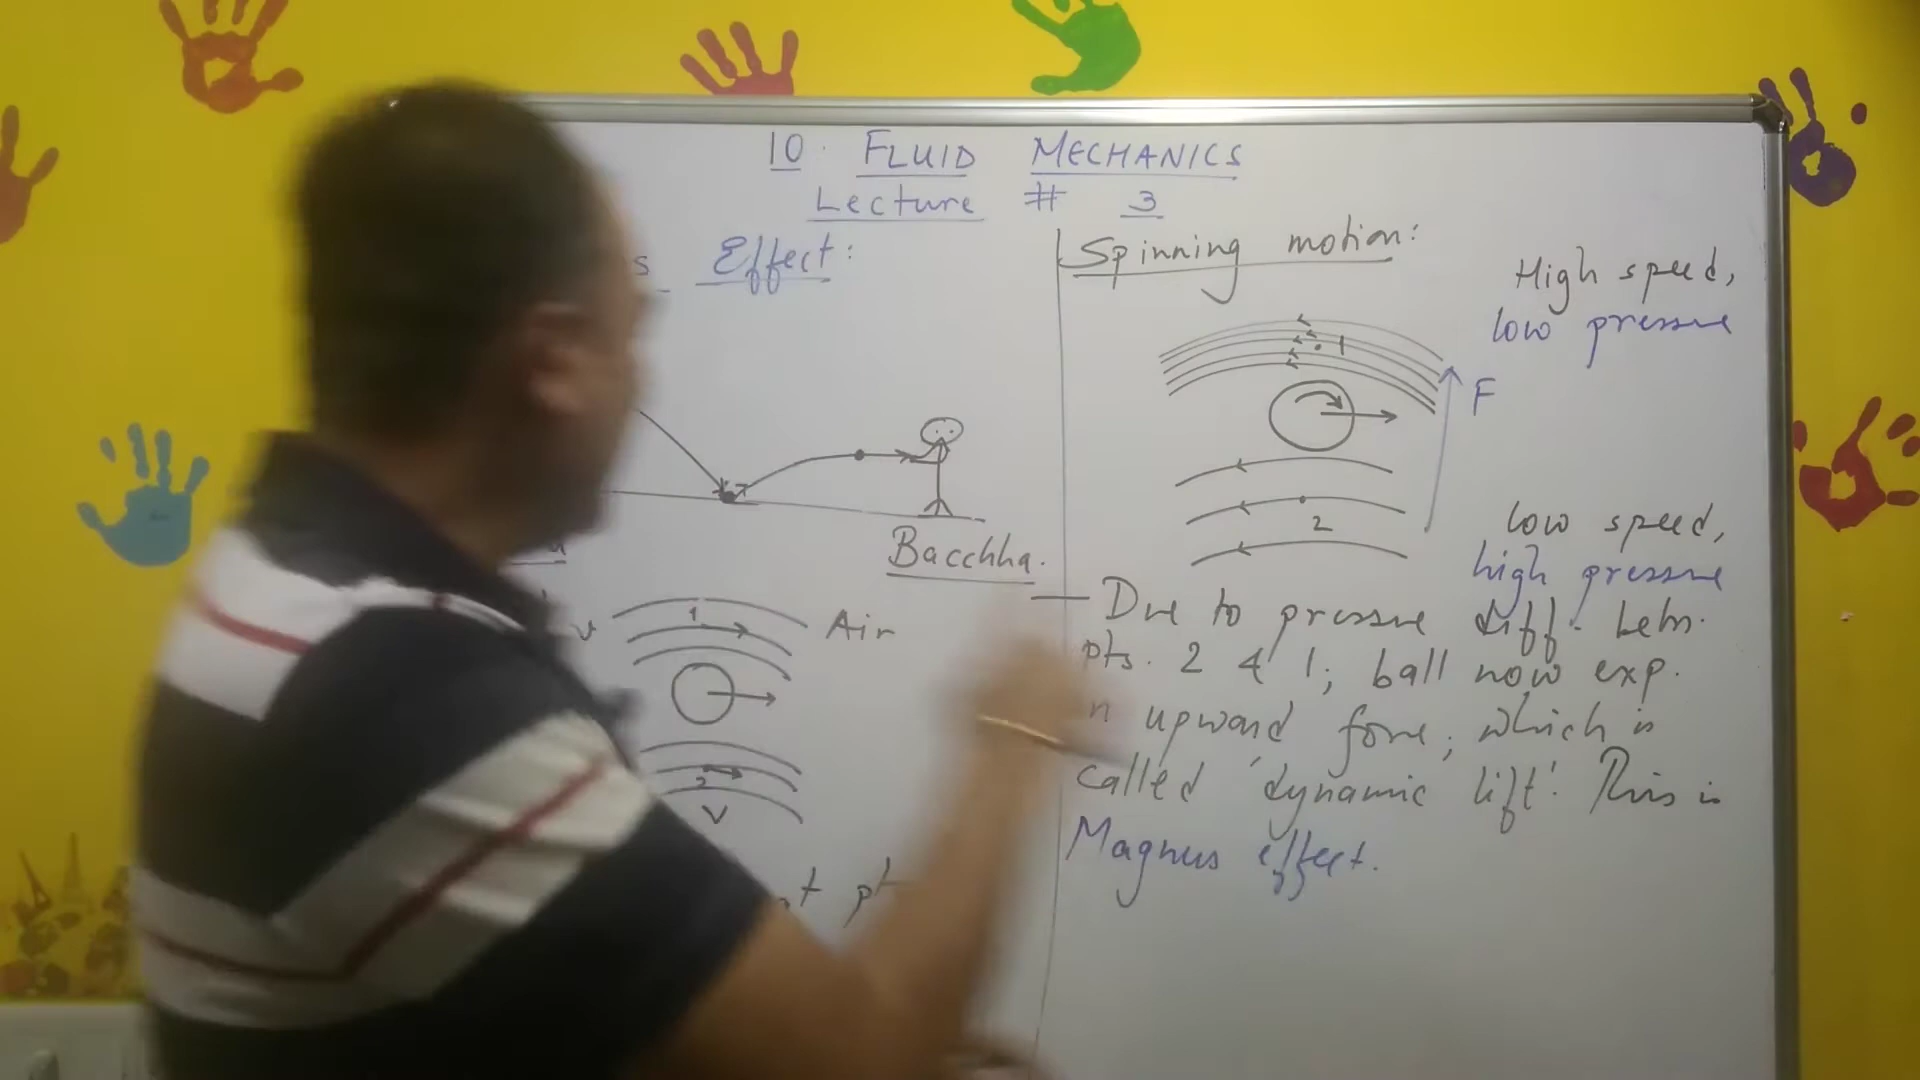 10. FLUID MECHANICS
Lecture # 3
s Effect:
Bacchha.
1
Air
v
2
V
t pt
Spinning motion:
High speed,
low pressure
1
F
2
low speed,
high pressure
— Due to pressure diff. betn.
pts. 2 & 1; ball now exp.
n upward force, which is
called 'dynamic lift'. This is
Magnus effect.